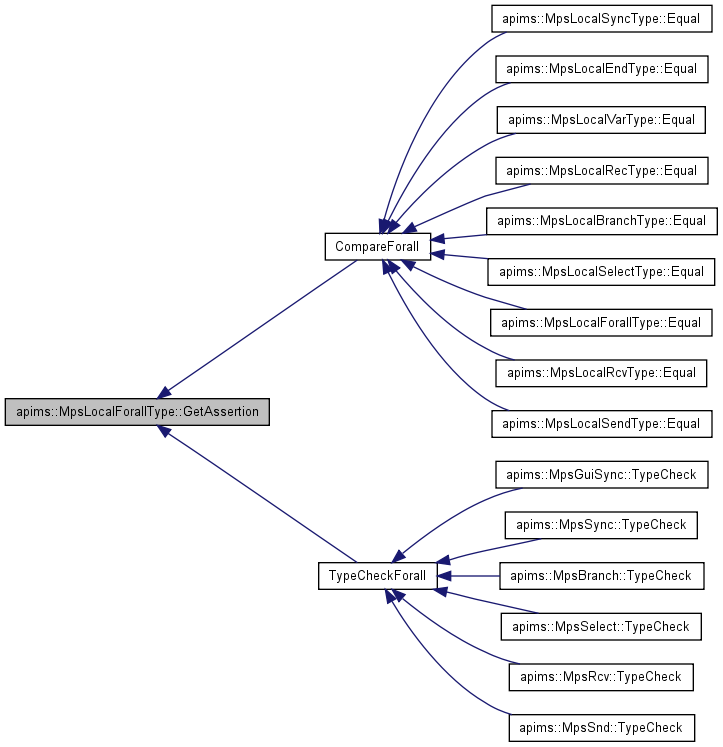 apims::MpsLocalSyncType::Equal
apims::MpsLocalEndType::Equal
apims::MpsLocalVarType::Equal
apims::MpsLocalRecType::Equal
apims::MpsLocalBranchType::Equal
CompareForall
apims::MpsLocalSelectType::Equal
apims::MpsLocalForallType::Equal
apims::MpsLocalRcvType::Equal
apims::MpsLocalForallType::GetAssertion
apims::MpsLocalSendType::Equal
apims::MpsGuiSync::TypeCheck
apims::MpsSync::TypeCheck
TypeCheckForall
apims::MpsBranch::TypeCheck
apims::MpsSelect::TypeCheck
apims::MpsRcv::TypeCheck
apims::MpsSnd::TypeCheck